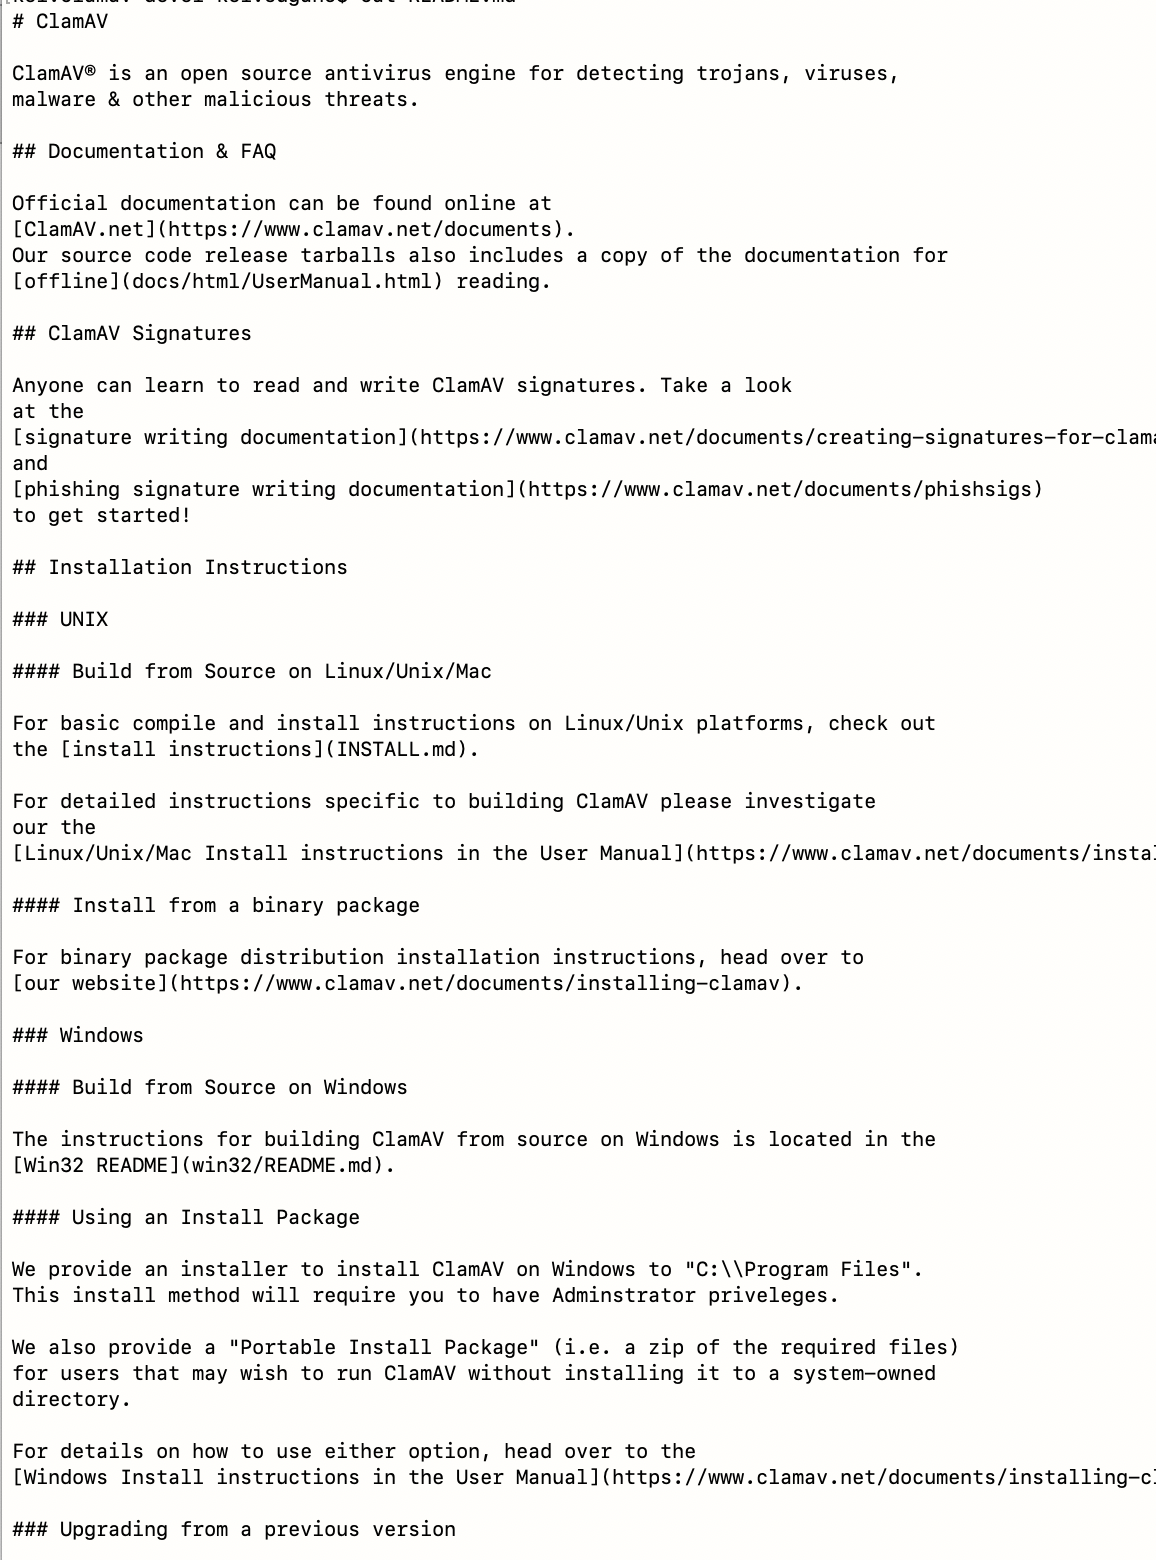 # ClamAV
ClamAV® is an open source antivirus engine for detecting trojans, viruses,
malware & other malicious threats.
## Documentation & FAQ
Official documentation can be found online at
[ClamAV.net](https://www.clamav.net/documents).
Our source code release tarballs also includes a copy of the documentation for
[offline](docs/html/UserManual.html) reading.
## ClamAV Signatures
Anyone can learn to read and write ClamAV signatures. Take a look
at the
[signature writing documentation](https://www.clamav.net/documents/creating-signatures-for-clama
and
[phishing signature writing documentation](https://www.clamav.net/documents/phishsigs)
to get started!
## Installation Instructions
### UNIX
#### Build from Source on Linux/Unix/Mac
For basic compile and install instructions on Linux/Unix platforms, check out
the [install instructions](INSTALL.md).
For detailed instructions specific to building ClamAV please investigate
our the
[Linux/Unix/Mac Install instructions in the User Manual](https://www.clamav.net/documents/instal
#### Install from a binary package
For binary package distribution installation instructions, head over to
[our website](https://www.clamav.net/documents/installing-clamav).
### Windows
#### Build from Source on Windows
The instructions for building ClamAV from source on Windows is located in the
[Win32 README](win32/README.md).
#### Using an Install Package
We provide an installer to install ClamAV on Windows to "C:\\Program Files".
This install method will require you to have Adminstrator priveleges.
We also provide a "Portable Install Package" (i.e. a zip of the required files)
for users that may wish to run ClamAV without installing it to a system-owned
directory.
For details on how to use either option, head over to the
[Windows Install instructions in the User Manual](https://www.clamav.net/documents/installing-cl
### Upgrading from a previous version